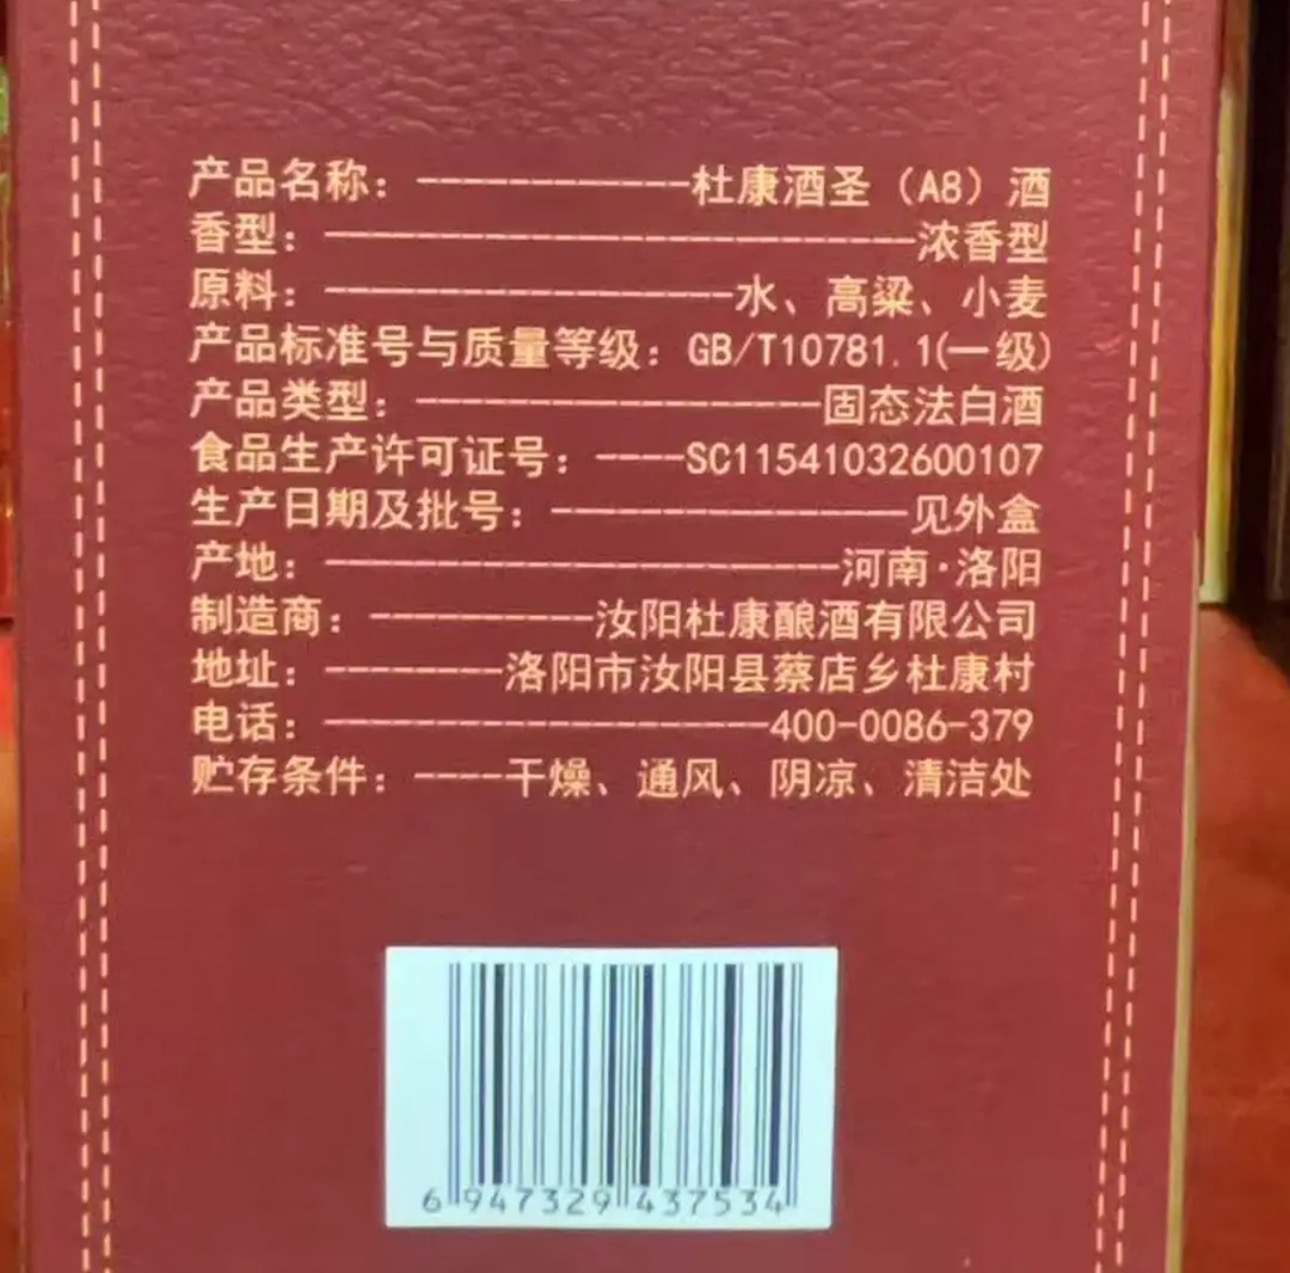 产品名称：------------杜康酒圣（A8）酒
香型：--------------------------浓香型
原料：------------------水、高粱、小麦
产品标准号与质量等级：GB/T10781.1(一级)
产品类型：------------------固态法白酒
食品生产许可证号：----SC11541032600107
生产日期及批号：----------------见外盒
产地：-----------------------河南·洛阳
制造商：----------汝阳杜康酿酒有限公司
地址：--------洛阳市汝阳县蔡店乡杜康村
电话：--------------------400-0086-379
贮存条件：----干燥、通风、阴凉、清洁处
6 947329 437534